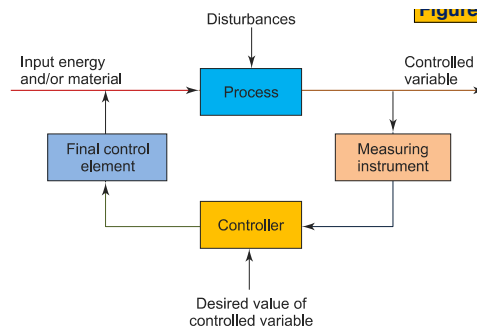 Figure
Disturbances
Input energy
and/or material
Controlled
variable
Process
Final control
element
Measuring
instrument
Controller
Desired value of
controlled variable